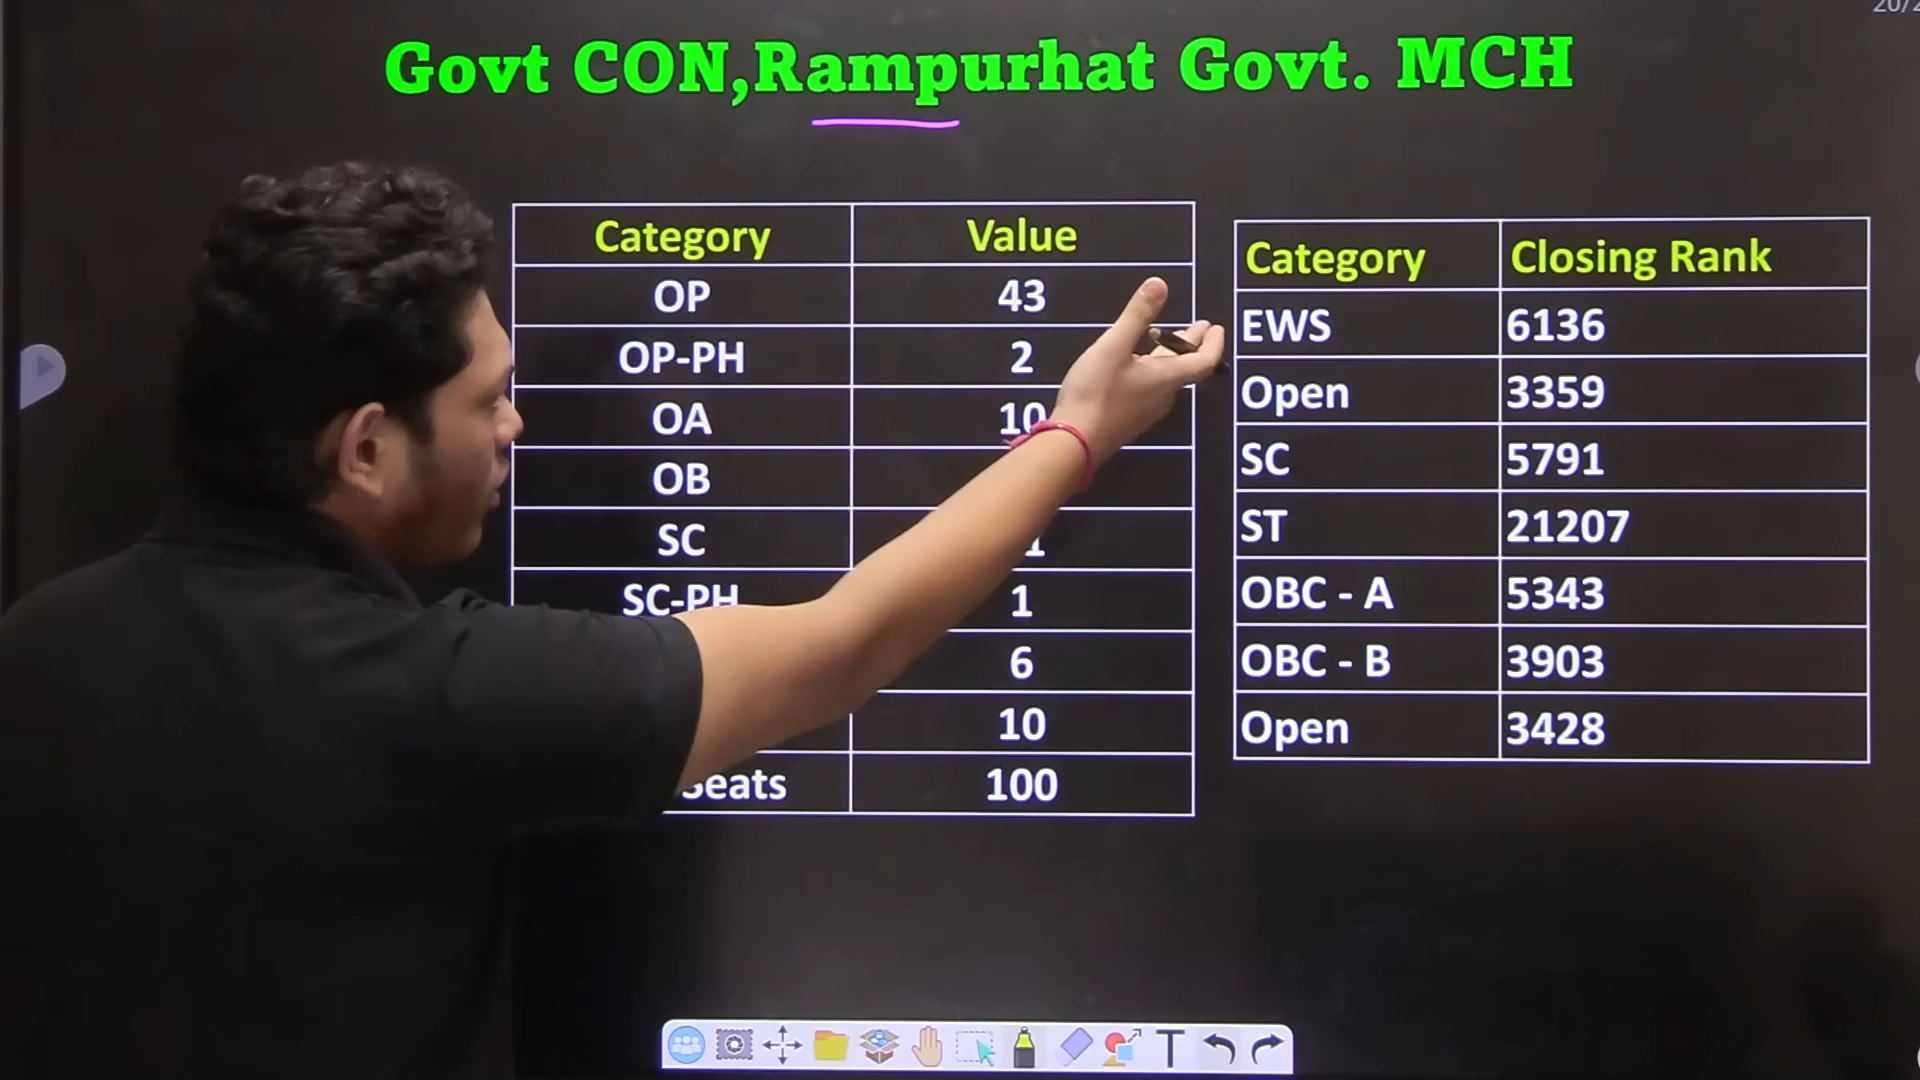 Govt CON,Rampurhat Govt. MCH
Category Value
OP 43
OP-PH 2
OA 10
OB
SC
SC-PH 1
6
10
100
Category Closing Rank
EWS 6136
Open 3359
SC 5791
ST 21207
OBC - A 5343
OBC - B 3903
Open 3428
T